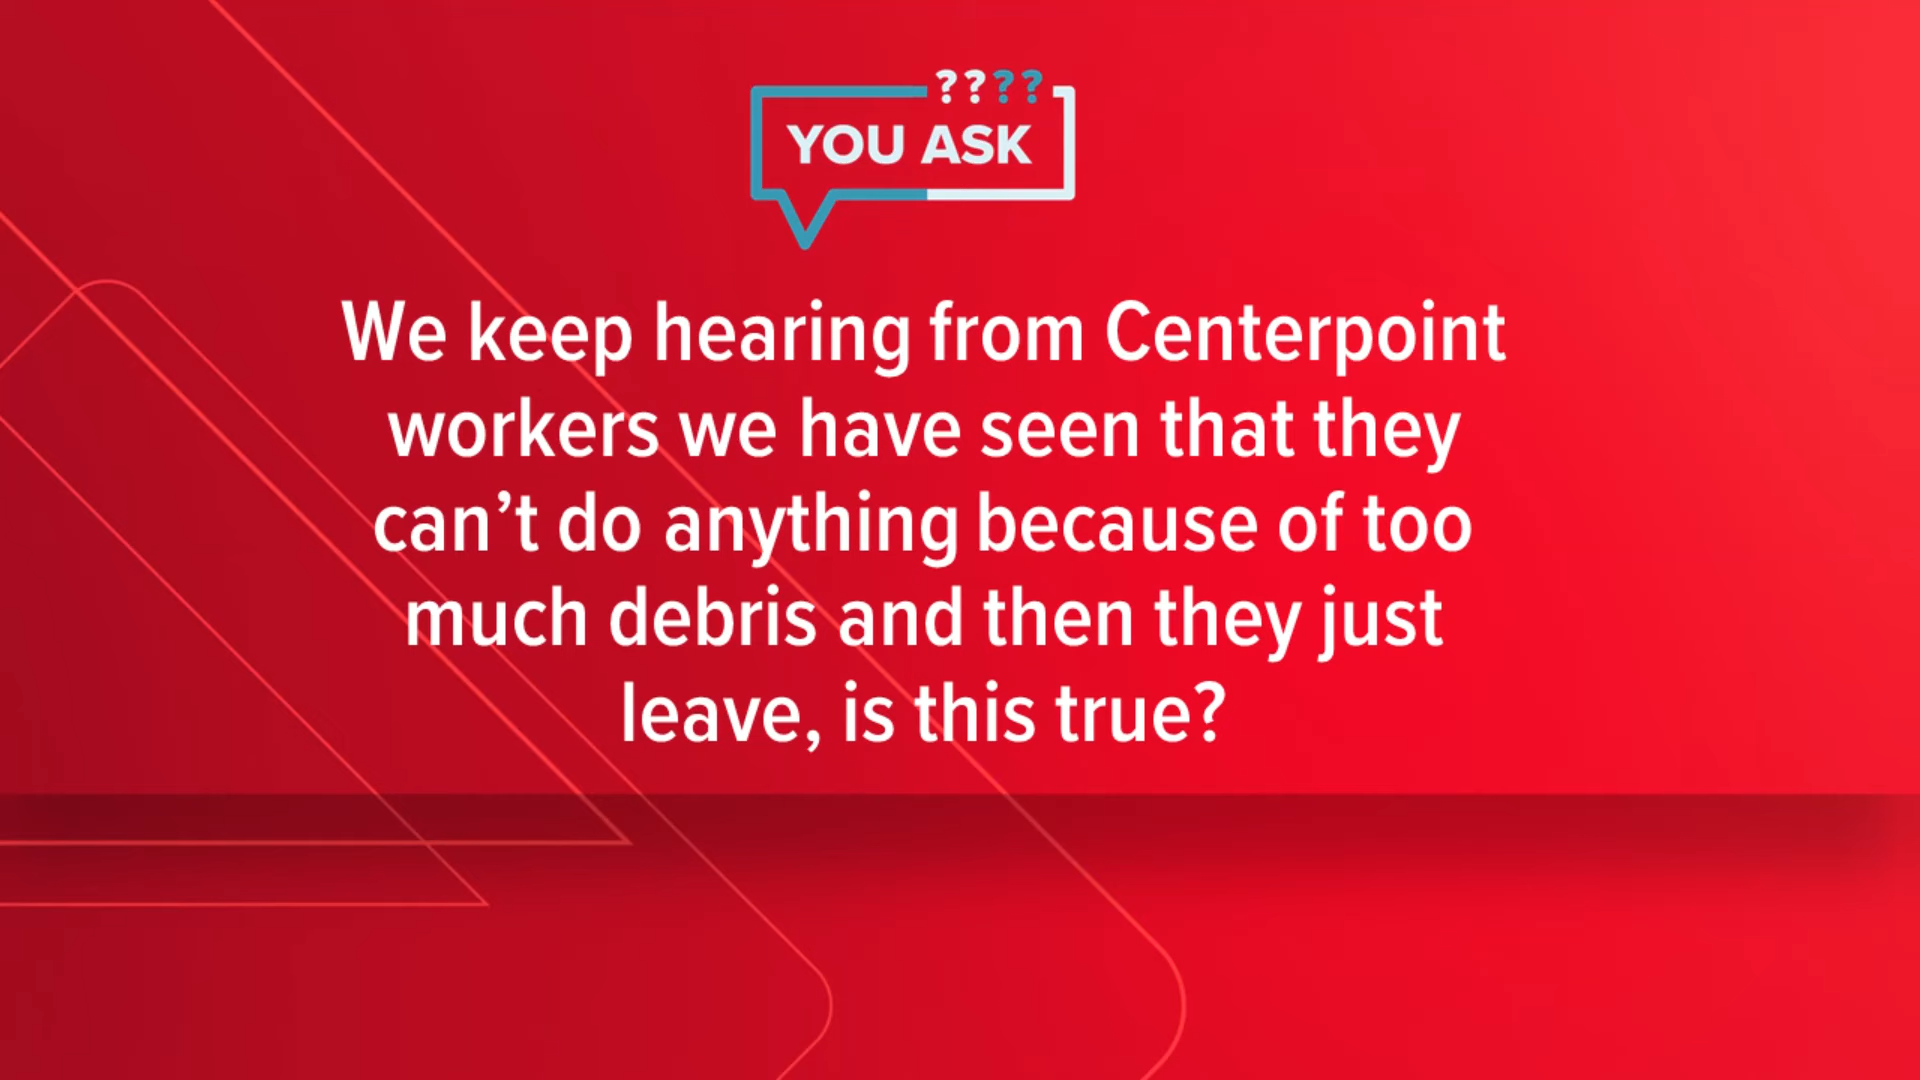 ????
YOU ASK
We keep hearing from Centerpoint
workers we have seen that they
can’t do anything because of too
much debris and then they just
leave, is this true?